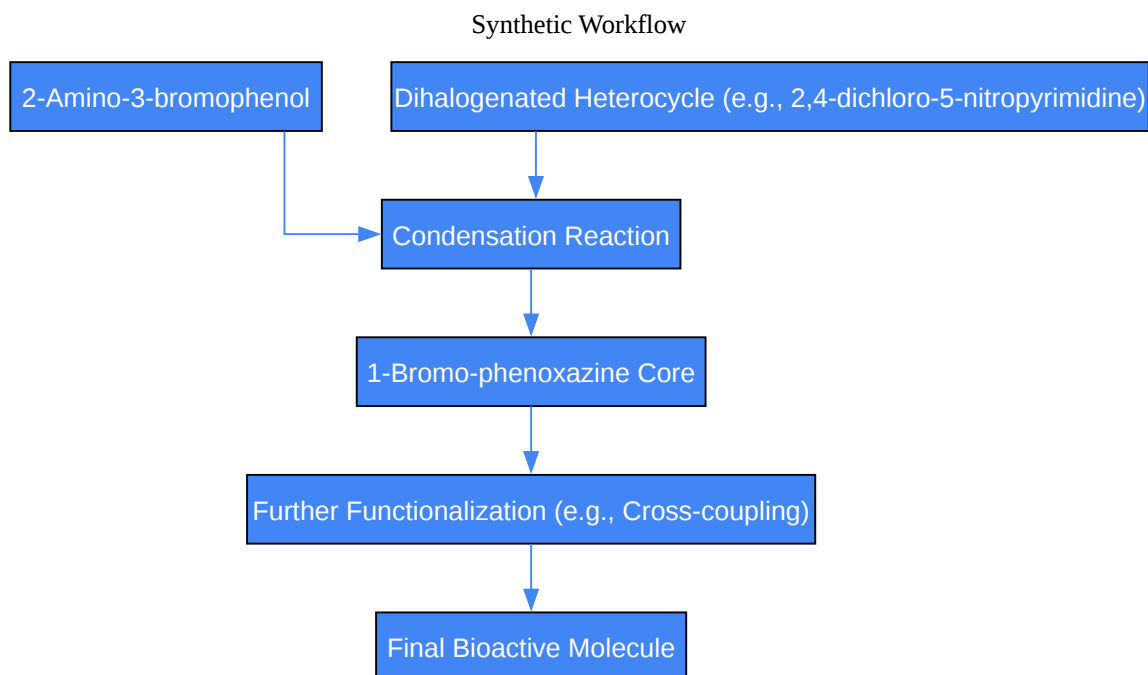 Synthetic Workflow
2-Amino-3-bromophenol
Dihalogenated Heterocycle (e.g., 2,4-dichloro-5-nitropyrimidine)
Condensation Reaction
1-Bromo-phenoxazine Core
Further Functionalization (e.g., Cross-coupling)
Final Bioactive Molecule